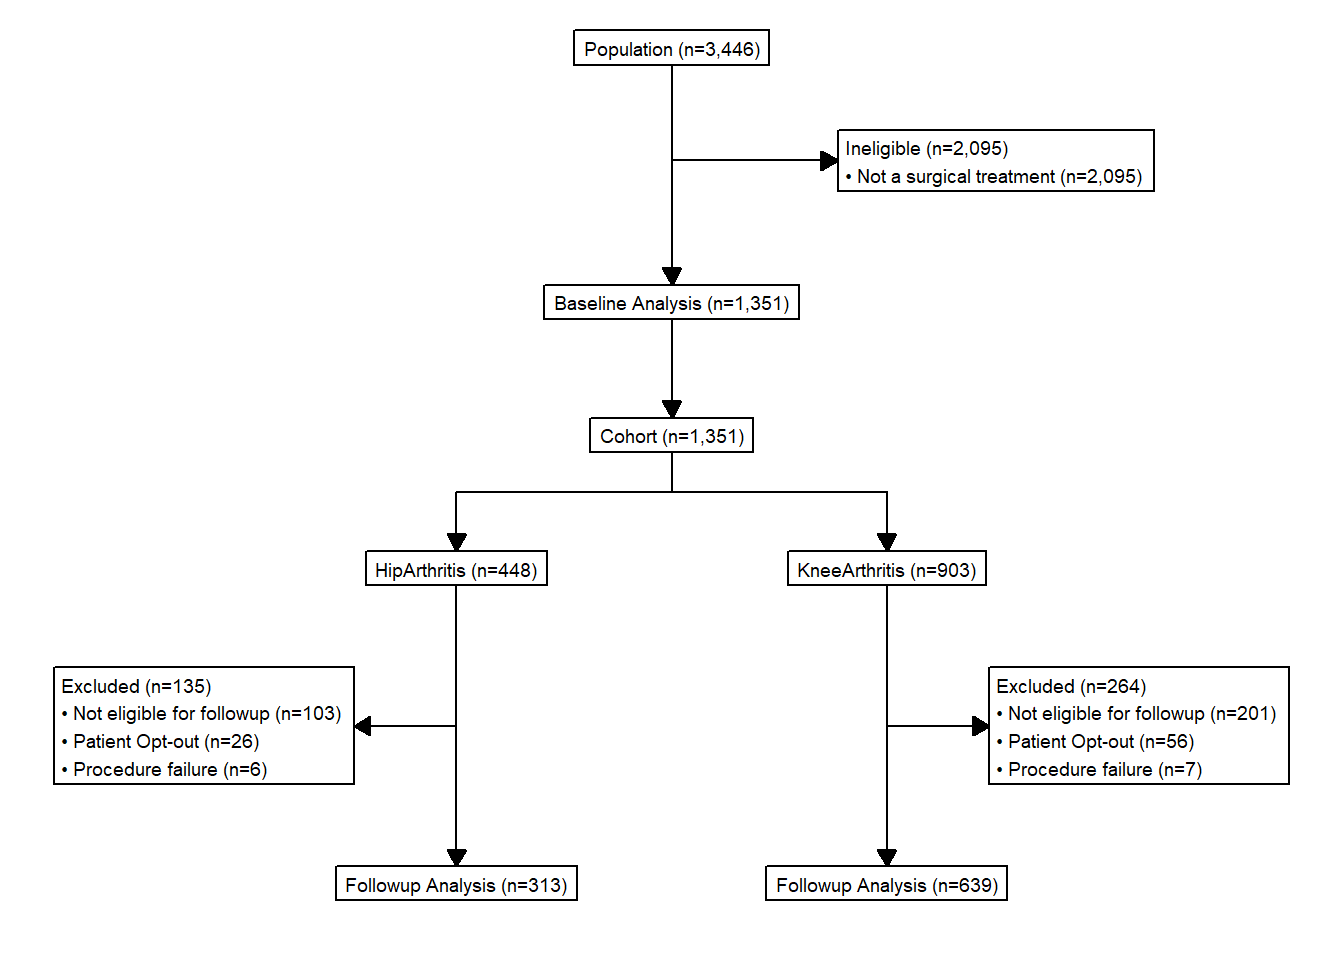 Population (n=3,446)
Ineligible (n=2,095)
• Not a surgical treatment (n=2,095)
Baseline Analysis (n=1,351)
Cohort (n=1,351)
HipArthritis (n=448)
KneeArthritis (n=903)
Excluded (n=135)
• Not eligible for followup (n=103)
• Patient Opt-out (n=26)
• Procedure failure (n=6)
Excluded (n=264)
• Not eligible for followup (n=201)
• Patient Opt-out (n=56)
• Procedure failure (n=7)
Followup Analysis (n=313)
Followup Analysis (n=639)